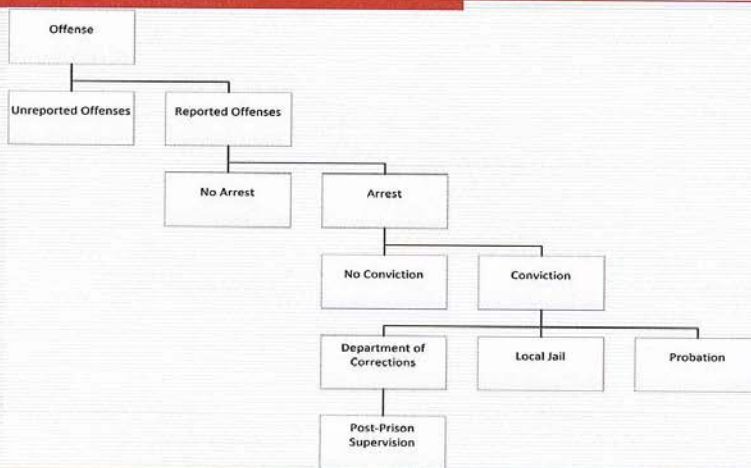 Offense
Unreported Offenses
Reported Offenses
No Arrest
Arrest
No Conviction
Conviction
Department of
Corrections
Local Jail
Probation
Post-Prison
Supervision